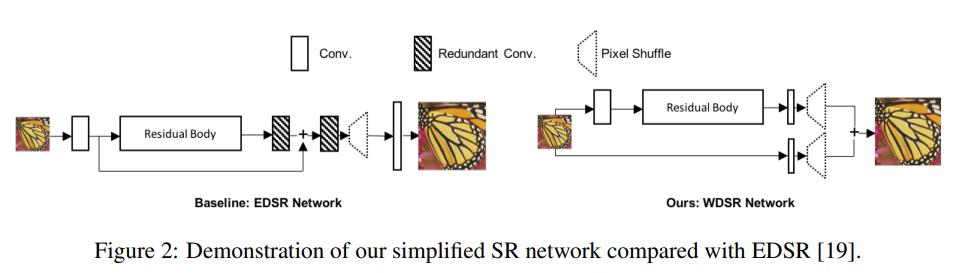 Conv.
Redundant Conv.
Pixel Shuffle
Residual Body
+
Baseline: EDSR Network
Residual Body
+
Ours: WDSR Network
Figure 2: Demonstration of our simplified SR network compared with EDSR [19].